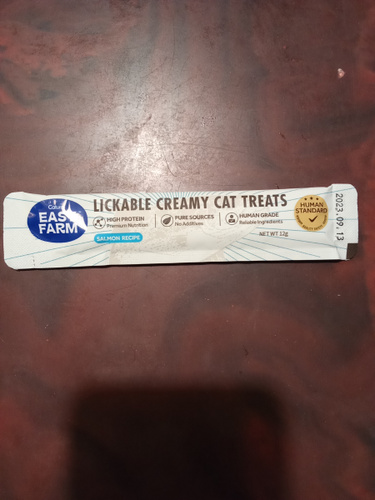 LICKABLE CREAMY CAT TREATS
EASY
FARM
HIGH PROTEIN
Premium Nutrition
PURE SOURCES
No Additives
HUMAN GRADE
Reliable Ingredients
SALMON RECIPE
NET WT 12g
HUMAN
STANDARD
2023.09.13